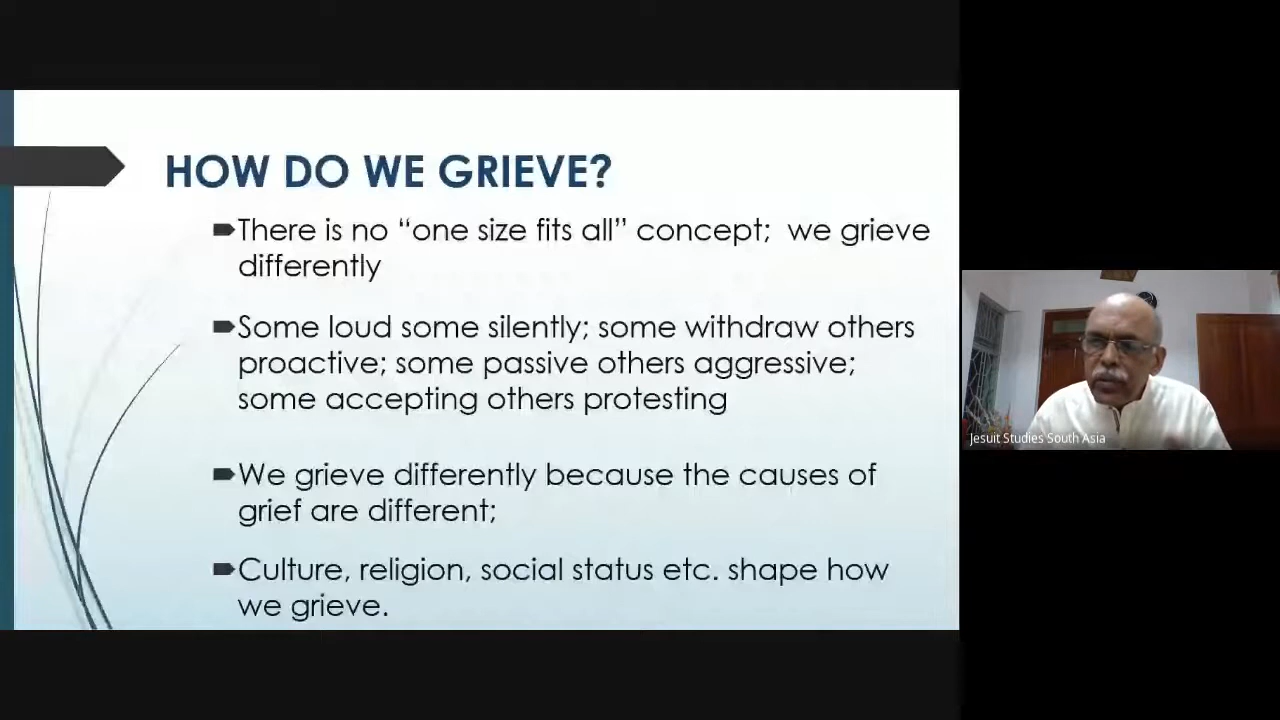 HOW DO WE GRIEVE?
There is no “one size fits all” concept;  we grieve
differently
Some loud some silently; some withdraw others
proactive; some passive others aggressive;
some accepting others protesting
We grieve differently because the causes of
grief are different;
Culture, religion, social status etc. shape how
we grieve.
Jesuit Studies South Asia